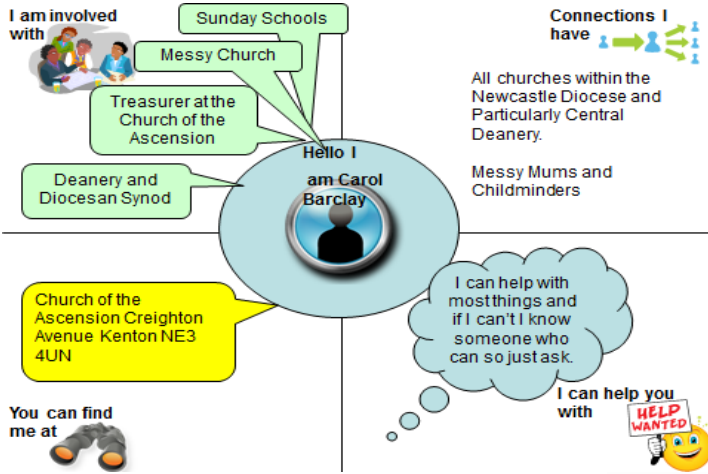 I am involved
with
Sunday Schools
Messy Church
Treasurer at the
Church of the
Ascension
Deanery and
Diocesan Synod
Connections I
have
All churches within the
Newcastle Diocese and
Particularly Central
Deanery.
Messy Mums and
Childminders
Hello I
am Carol
Barclay
Church of the
Ascension Creighton
Avenue Kenton NE3
4UN
You can find
me at
I can help with
most things and
if I can't I know
someone who
can so just ask.
I can help you
with
HELP
WANTED